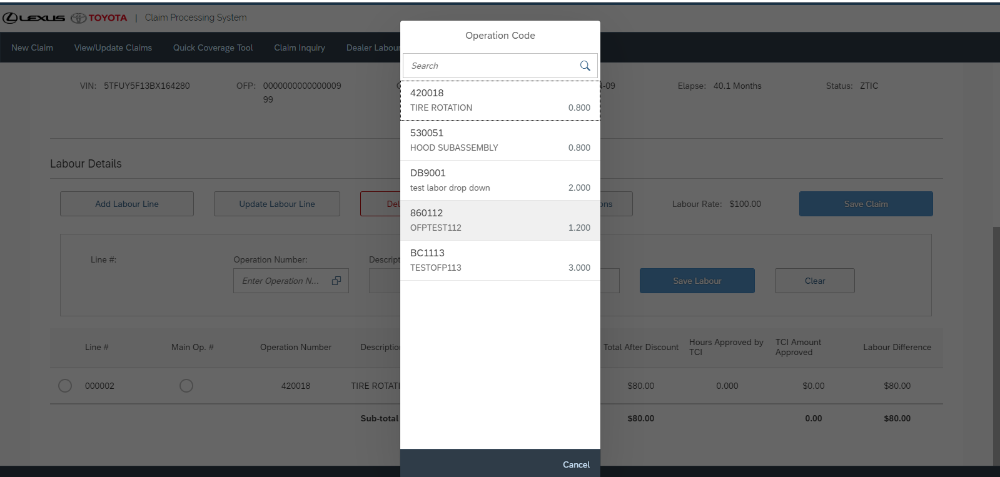 LEXUS TOYOTA | Claim Processing System
New Claim View/Update Claims Quick Coverage Tool Claim Inquiry Dealer Labour
VIN: 5TFUY5F13BX164280 OFP: 0000000000000009 -09 Elapse: 40.1 Months Status: ZTIC
99
Labour Details
Add Labour Line Update Labour Line Del ons Labour Rate: $100.00 Save Claim
Line #: Operation Number: Descript
Enter Operation N... Save Labour Clear
Line # Main Op. # Operation Number Description Total After Discount Hours Approved by TCI TCI Amount Approved Labour Difference
000002 420018 TIRE ROTATI $80.00 0.000 $0.00 $80.00
Sub-total $80.00 0.00 $80.00
Operation Code
Search
420018
TIRE ROTATION 0.800
530051
HOOD SUBASSEMBLY 0.800
DB9001
test labor drop down 2.000
860112
OFPTEST112 1.200
BC1113
TESTOFP113 3.000
Cancel